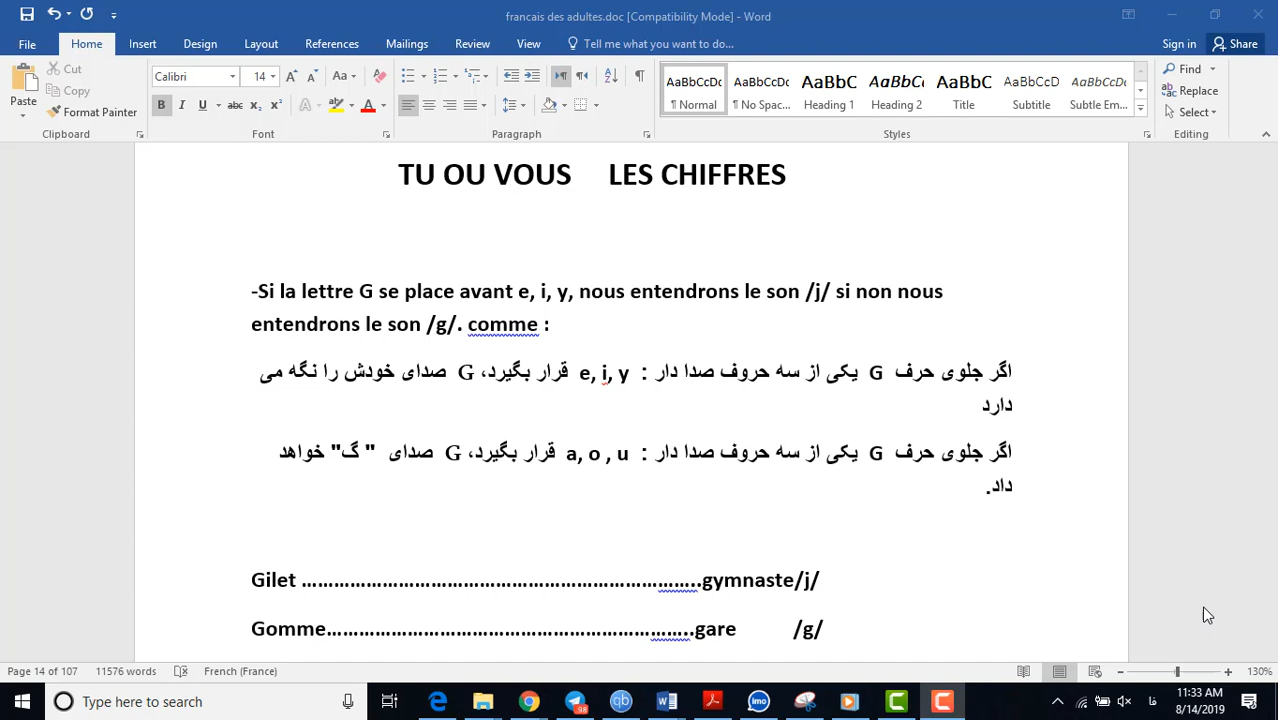 francais des adultes.doc [Compatibility Mode] - Word
File Home Insert Design Layout References Mailings Review View Tell me what you want to do... Sign in Share
Paste Cut Copy Format Painter
Calibri 14
AaBbCcDc AaBbCcDc AaBbC AaBbCc AaBbC AaBbCcD AaBbCcDc
¶ Normal ¶ No Spac... Heading 1 Heading 2 Title Subtitle Subtle Em...
Find Replace Select
Clipboard Font Paragraph Styles Editing
TU OU VOUS LES CHIFFRES
-Si la lettre G se place avant e, i, y, nous entendrons le son /j/ si non nous
entendrons le son /g/. comme :
اگر جلوی حرف G یکی از سه حروف صدا دار : e, i, y قرار بگیرد، G صدای خودش را نگه می
دارد
اگر جلوی حرف G یکی از سه حروف صدا دار : a, o , u قرار بگیرد، G صدای " گ" خواهد
داد.
Gilet ……………………………………………………………..gymnaste/j/
Gomme…………………………………………………………..gare /g/
Page 14 of 107 11576 words French (France) 130%
Type here to search 98 فا 11:33 AM
8/14/2019